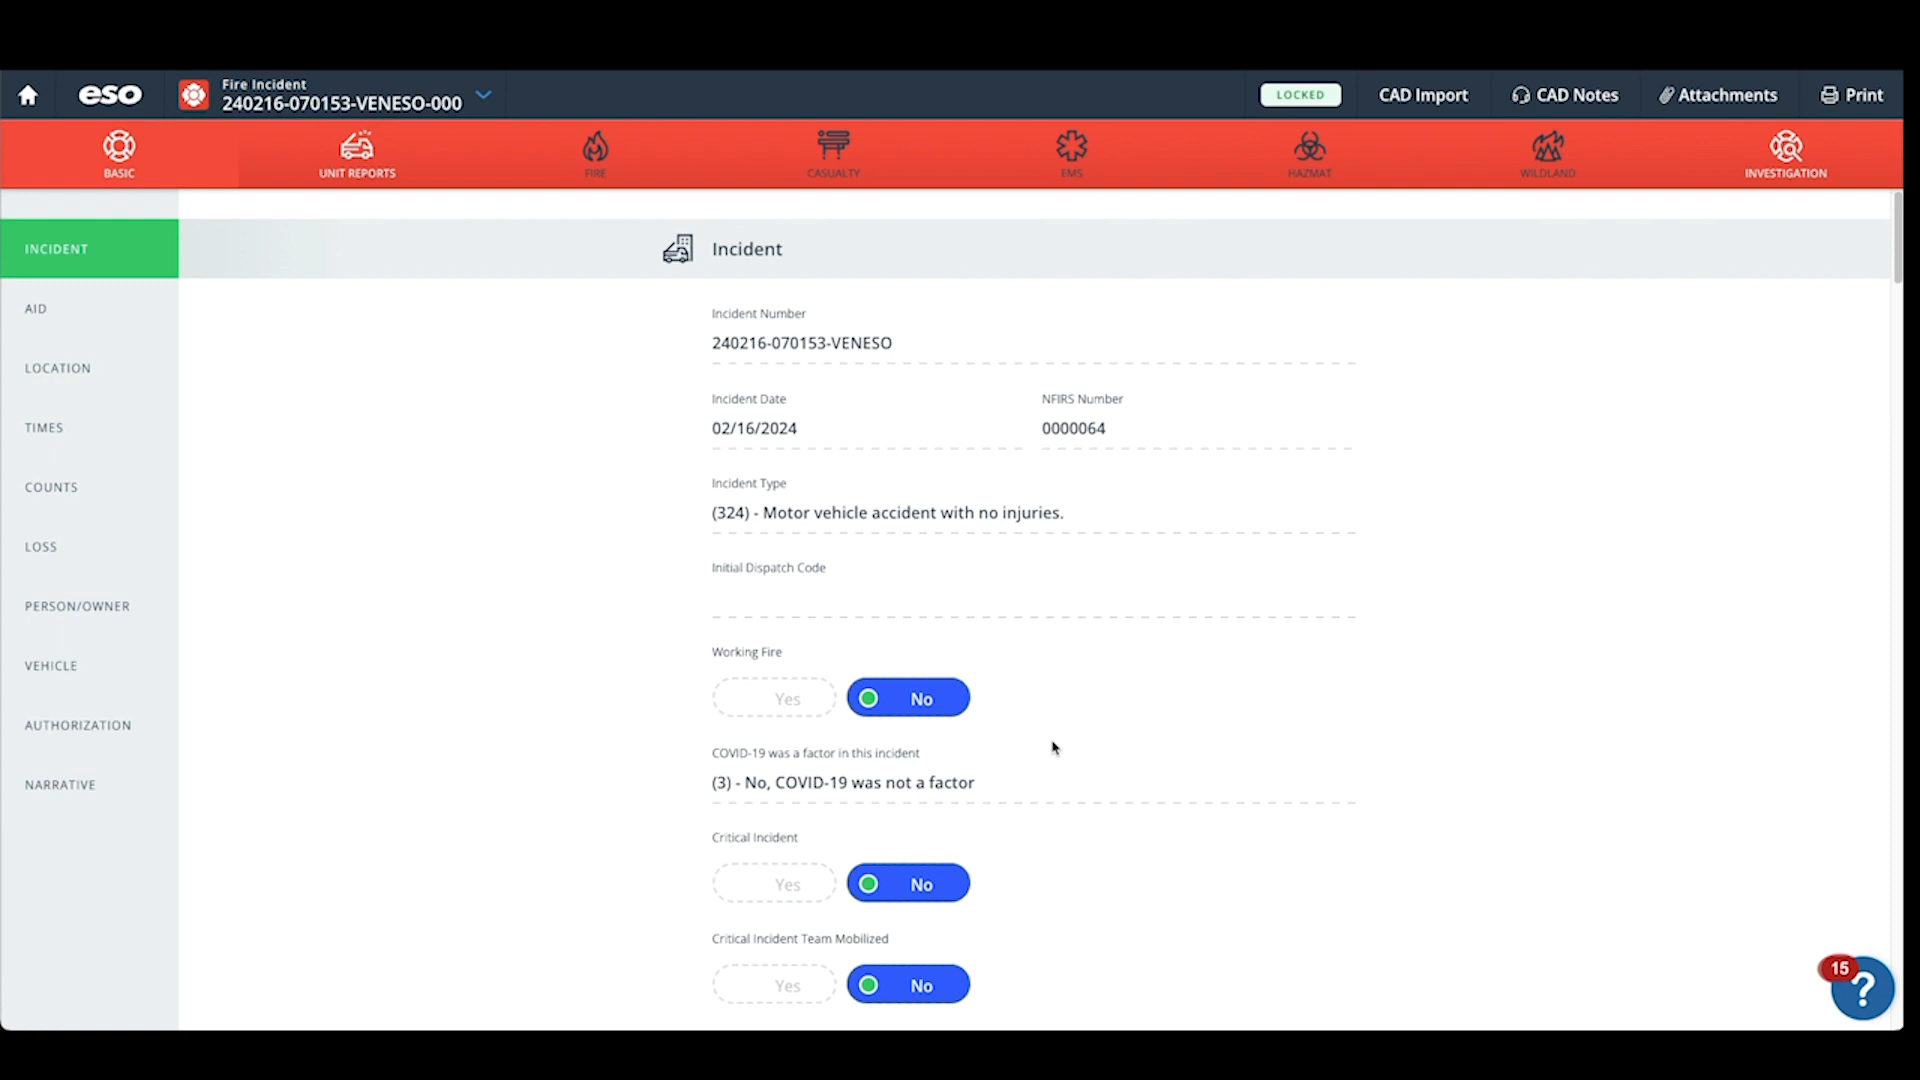 eso
Fire Incident
240216-070153-VENESO-000
LOCKED
CAD Import
CAD Notes
Attachments
Print
BASIC
UNIT REPORTS
FIRE
CASUALTY
EMS
HAZMAT
WILDLAND
INVESTIGATION
INCIDENT
AID
LOCATION
TIMES
COUNTS
LOSS
PERSON/OWNER
VEHICLE
AUTHORIZATION
NARRATIVE
Incident
Incident Number
240216-070153-VENESO
Incident Date
02/16/2024
NFIRS Number
0000064
Incident Type
(324) - Motor vehicle accident with no injuries.
Initial Dispatch Code
Working Fire
Yes No
COVID-19 was a factor in this incident
(3) - No, COVID-19 was not a factor
Critical Incident
Yes No
Critical Incident Team Mobilized
Yes No
15
?